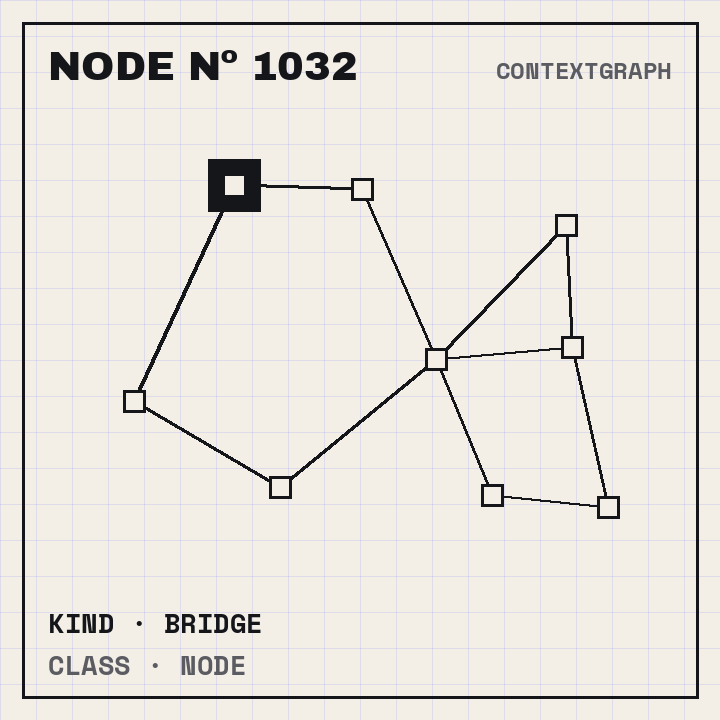 NODE Nº 1032
CONTEXTGRAPH
KIND · BRIDGE
CLASS · NODE